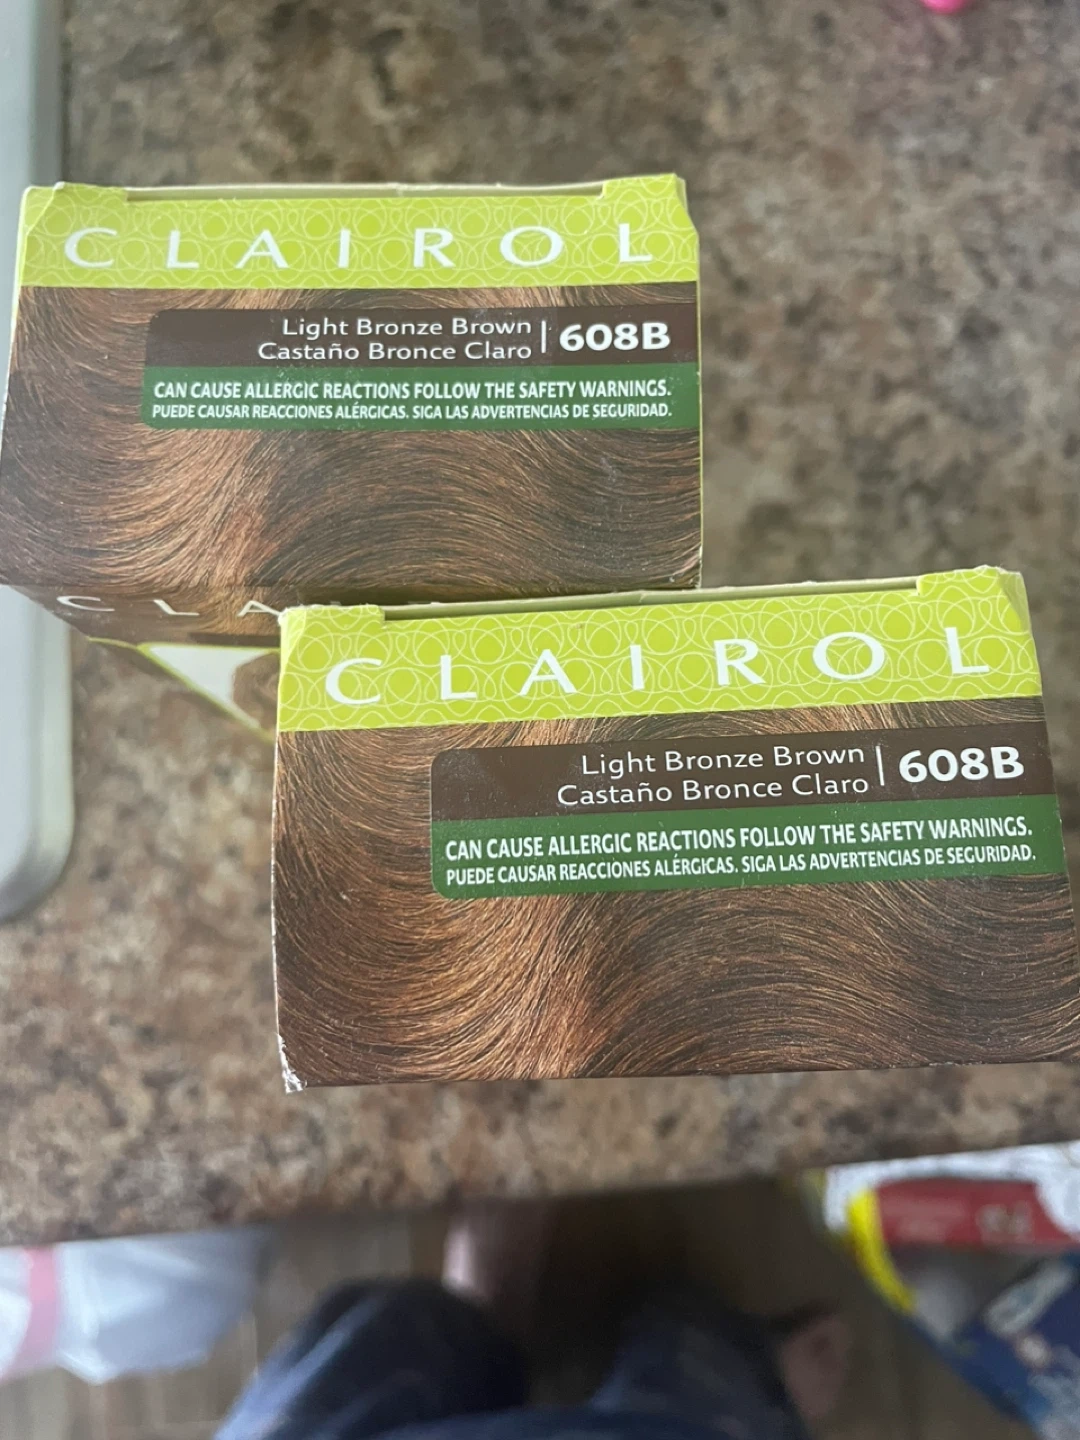 CLAIROL
Light Bronze Brown | 608B
Castaño Bronce Claro
CAN CAUSE ALLERGIC REACTIONS FOLLOW THE SAFETY WARNINGS.
PUEDE CAUSAR REACCIONES ALÉRGICAS. SIGA LAS ADVERTENCIAS DE SEGURIDAD.
CLAIROL
Light Bronze Brown | 608B
Castaño Bronce Claro
CAN CAUSE ALLERGIC REACTIONS FOLLOW THE SAFETY WARNINGS.
PUEDE CAUSAR REACCIONES ALÉRGICAS. SIGA LAS ADVERTENCIAS DE SEGURIDAD.